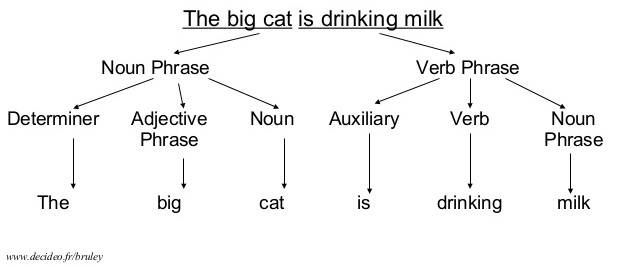 The big cat is drinking milk
Noun Phrase Verb Phrase
Determiner Adjective Phrase Noun Auxiliary Verb Noun Phrase
The big cat is drinking milk
www.decideo.fr/bruley